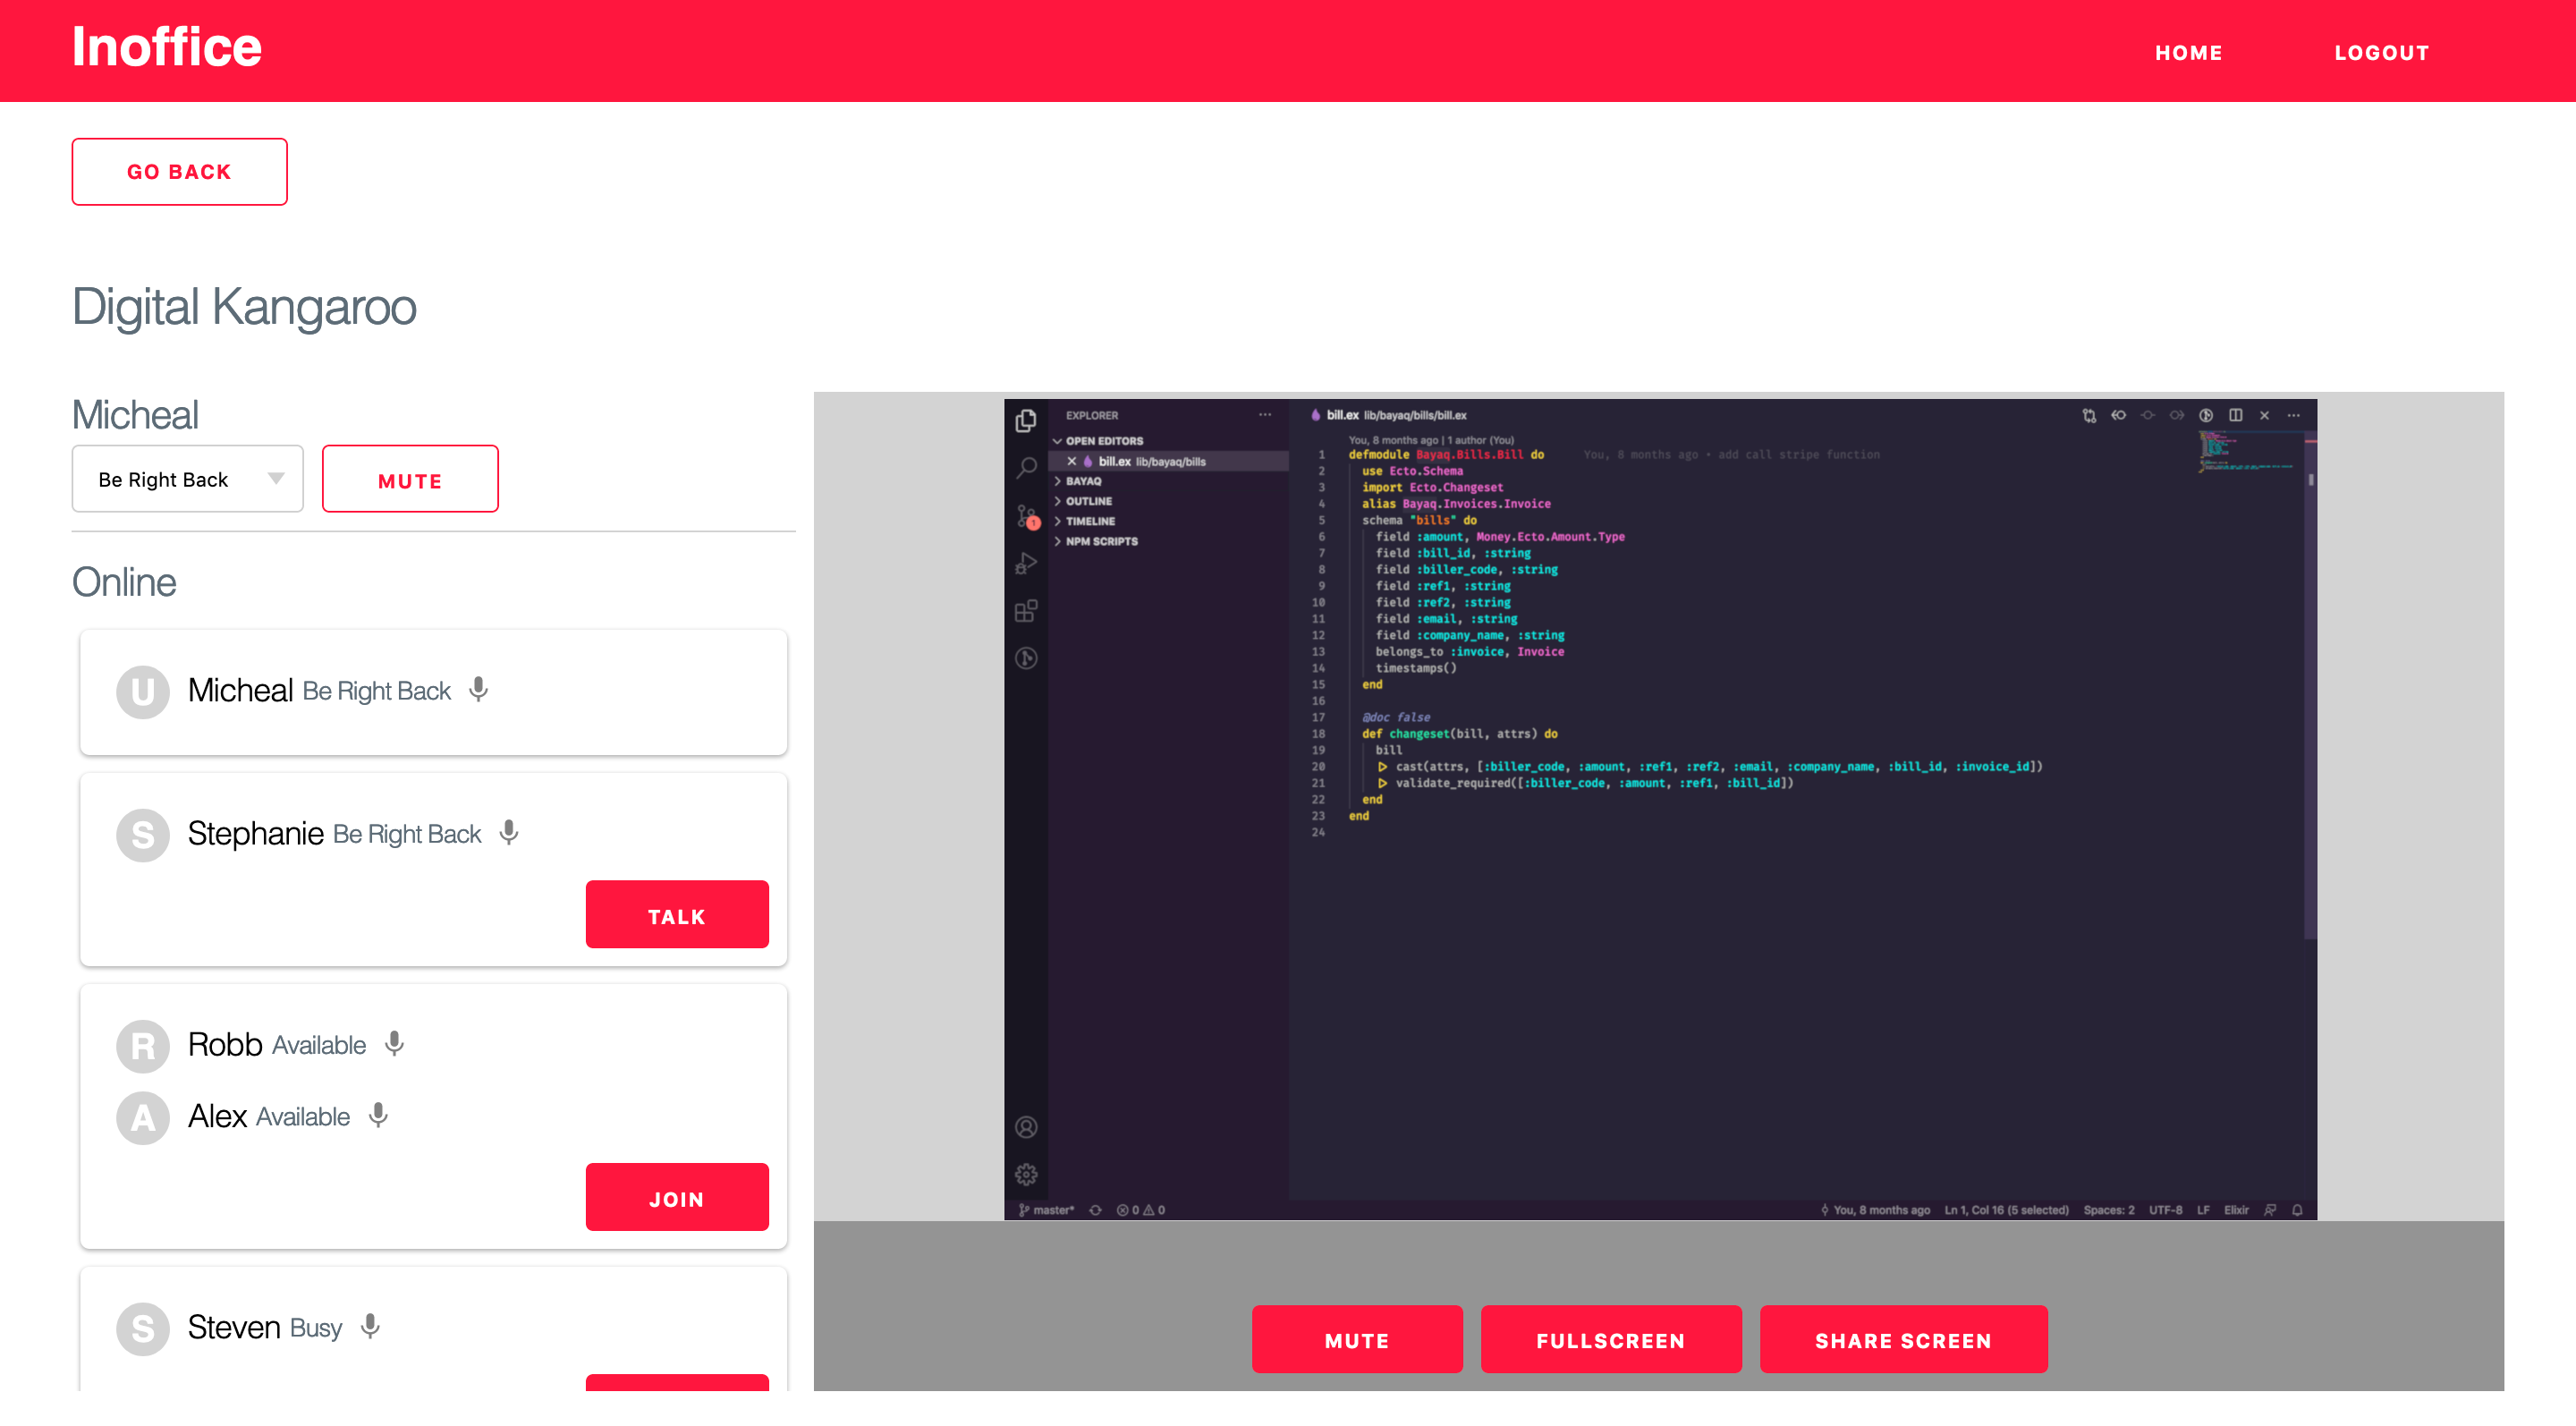 Inoffice
HOME
LOGOUT
GO BACK
Digital Kangaroo
Micheal
Be Right Back
MUTE
Online
U
Micheal Be Right Back
S
Stephanie Be Right Back
TALK
R
Robb Available
A
Alex Available
JOIN
S
Steven Busy
EXPLORER
OPEN EDITORS
bill.ex lib/bayaq/bills
BAYAQ
OUTLINE
TIMELINE
NPM SCRIPTS
1
bill.ex lib/bayaq/bills/bill.ex
You, 8 months ago | 1 author (You)
1 defmodule Bayaq.Bills.Bill do You, 8 months ago • add call stripe function
2 use Ecto.Schema
3 import Ecto.Changeset
4 alias Bayaq.Invoices.Invoice
5 schema "bills" do
6 field :amount, Money.Ecto.Amount.Type
7 field :bill_id, :string
8 field :biller_code, :string
9 field :ref1, :string
10 field :ref2, :string
11 field :email, :string
12 field :company_name, :string
13 belongs_to :invoice, Invoice
14 timestamps()
15 end
16
17 @doc false
18 def changeset(bill, attrs) do
19 bill
20 |> cast(attrs, [:biller_code, :amount, :ref1, :ref2, :email, :company_name, :bill_id, :invoice_id])
21 |> validate_required([:biller_code, :amount, :ref1, :bill_id])
22 end
23 end
24
master* 0 0
You, 8 months ago Ln 1, Col 16 (5 selected) Spaces: 2 UTF-8 LF Elixir
MUTE
FULLSCREEN
SHARE SCREEN